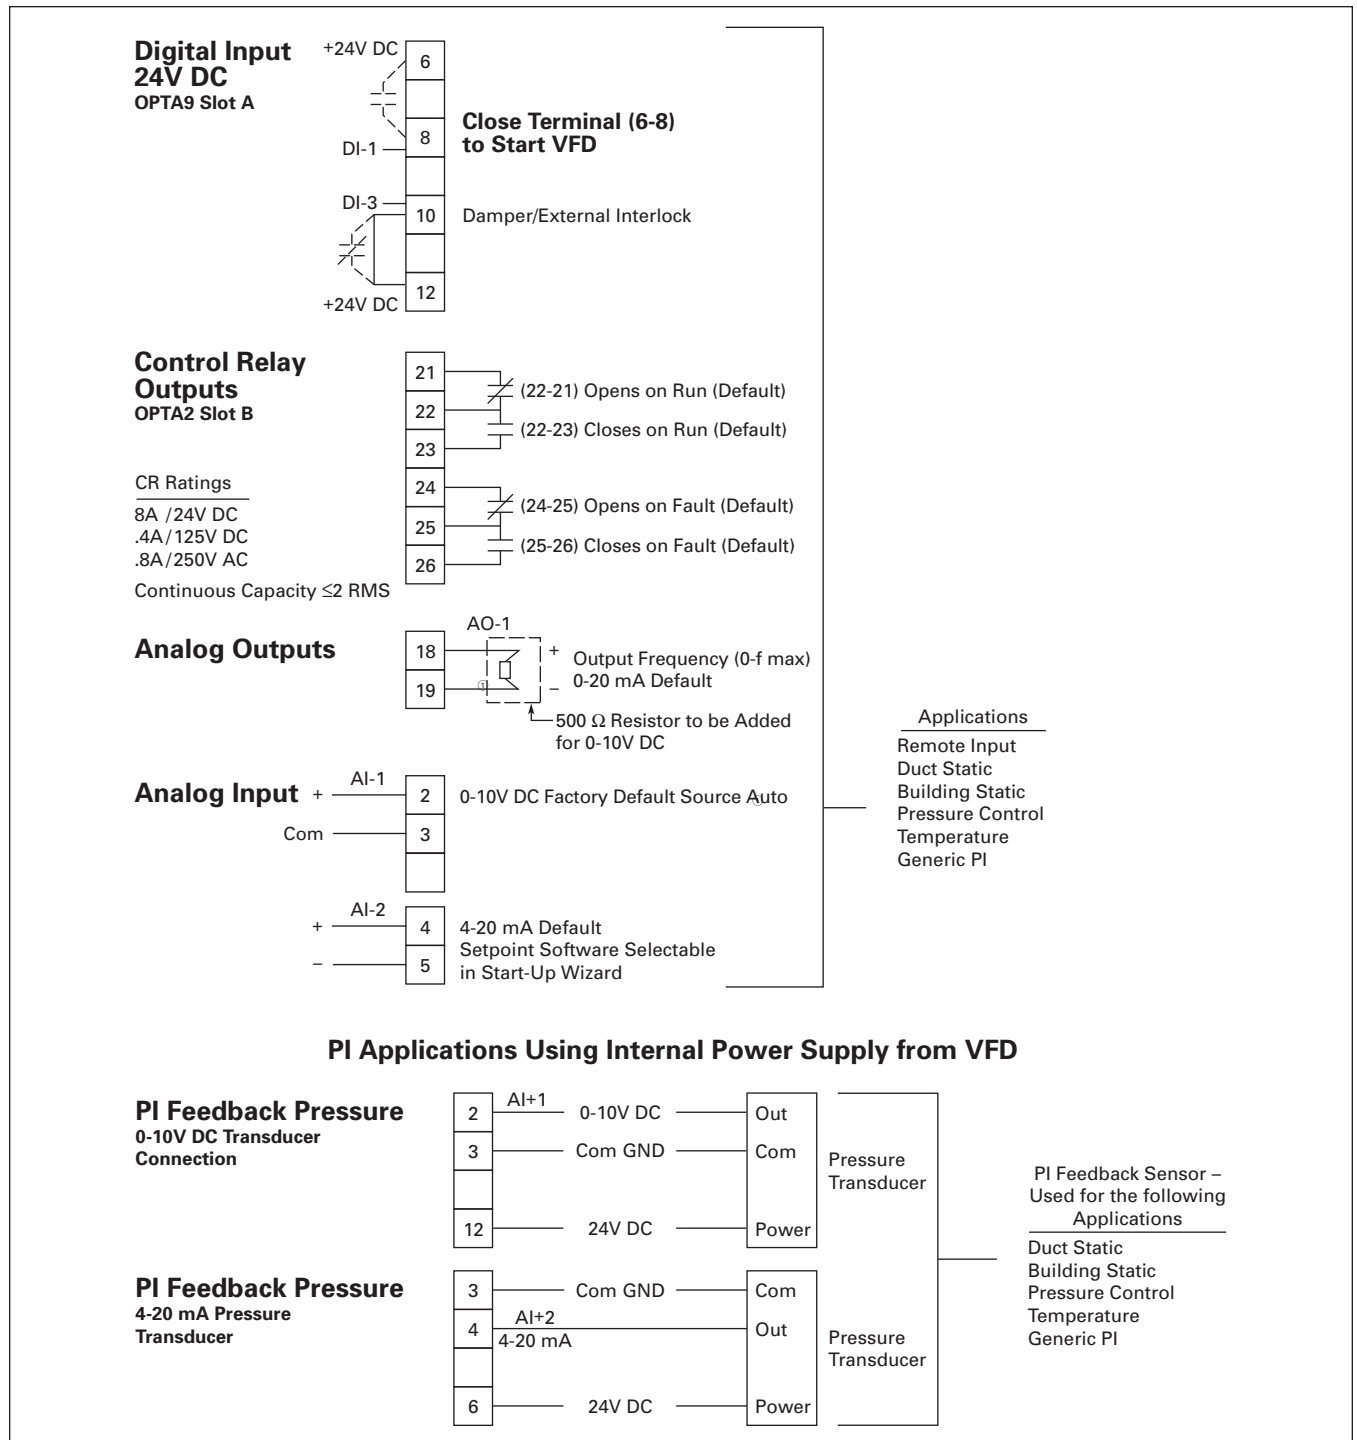 Digital Input
24V DC
OPTA9 Slot A
+24V DC
6
8
DI-1
Close Terminal (6-8)
to Start VFD
DI-3
10
Damper/External Interlock
12
+24V DC
Control Relay
Outputs
OPTA2 Slot B
CR Ratings
8A /24V DC
.4A/125V DC
.8A/250V AC
Continuous Capacity ≤2 RMS
21
22
23
24
25
26
(22-21) Opens on Run (Default)
(22-23) Closes on Run (Default)
(24-25) Opens on Fault (Default)
(25-26) Closes on Fault (Default)
Analog Outputs
18
19
AO-1
①
+
–
Output Frequency (0-f max)
0-20 mA Default
500 Ω Resistor to be Added
for 0-10V DC
Analog Input
+
AI-1
2
0-10V DC Factory Default Source Auto
Com
3
+
AI-2
4
–
5
4-20 mA Default
Setpoint Software Selectable
in Start-Up Wizard
Applications
Remote Input
Duct Static
Building Static
Pressure Control
Temperature
Generic PI
PI Applications Using Internal Power Supply from VFD
PI Feedback Pressure
0-10V DC Transducer
Connection
2
AI+1
0-10V DC
Out
3
Com GND
Com
12
24V DC
Power
Pressure
Transducer
PI Feedback Pressure
4-20 mA Pressure
Transducer
3
Com GND
Com
4
AI+2
4-20 mA
Out
6
24V DC
Power
Pressure
Transducer
PI Feedback Sensor –
Used for the following
Applications
Duct Static
Building Static
Pressure Control
Temperature
Generic PI